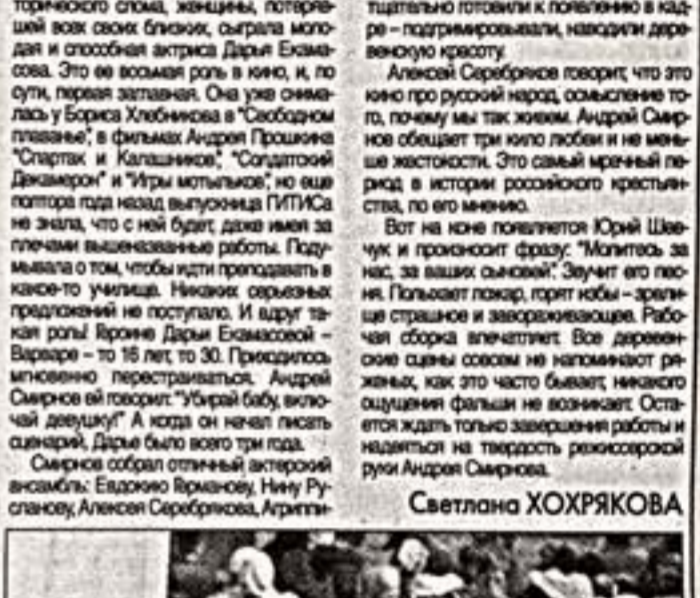 торического слома, женщины, потеряв-
шей всех своих близких, сыграла моло-
дая и способная актриса Дарья Екама-
сова. Это ее восьмая роль в кино, и, по
сути, первая заглавная. Она уже снима-
лась у Бориса Хлебникова в "Свободном
плаванье", в фильмах Андрея Прошкина
"Спартак и Калашников", "Солдатский
Декамерон" и "Игры мотыльков", но еще
полтора года назад выпускница ГИТИСа
не знала, что с ней будет, даже имея за
плечами вышеназванные работы. Поду-
мывала о том, чтобы идти преподавать в
какое-то училище. Никаких серьезных
предложений не поступало. И вдруг та-
кая роль! Героине Дарьи Екамасовой –
Варваре – то 16 лет, то 30. Приходилось
мгновенно перестраиваться. Андрей
Смирнов ей говорил: "Убирай бабу, вклю-
чай девушку!" А когда он начал писать
сценарий, Дарье было всего три года.
Смирнов собрал отличный актерский
ансамбль: Евдокию Германову, Нину Ру-
сланову, Алексея Серебрякова, Агриппи-
тщательно готовили к появлению в кад-
ре – подгримировывали, наводили дере-
венскую красоту.
Алексей Серебряков говорит, что это
кино про русский народ, осмысление то-
го, почему мы так живем. Андрей Смир-
нов обещает три кило любви и не мень-
ше жестокости. Это самый мрачный пе-
риод в истории российского крестьян-
ства, по его мнению.
Вот на коне появляется Юрий Шев-
чук и произносит фразу: "Молитесь за
нас, за ваших сыновей". Звучит его пес-
ня. Полыхает пожар, горят избы – зрели-
ще страшное и завораживающее. Рабо-
чая сборка впечатляет. Все деревен-
ские сцены совсем не напоминают ря-
женых, как это часто бывает, никакого
ощущения фальши не возникает. Оста-
ется ждать только завершения работы и
надеяться на твердость режиссерской
руки Андрея Смирнова.
Светлана ХОХРЯКОВА